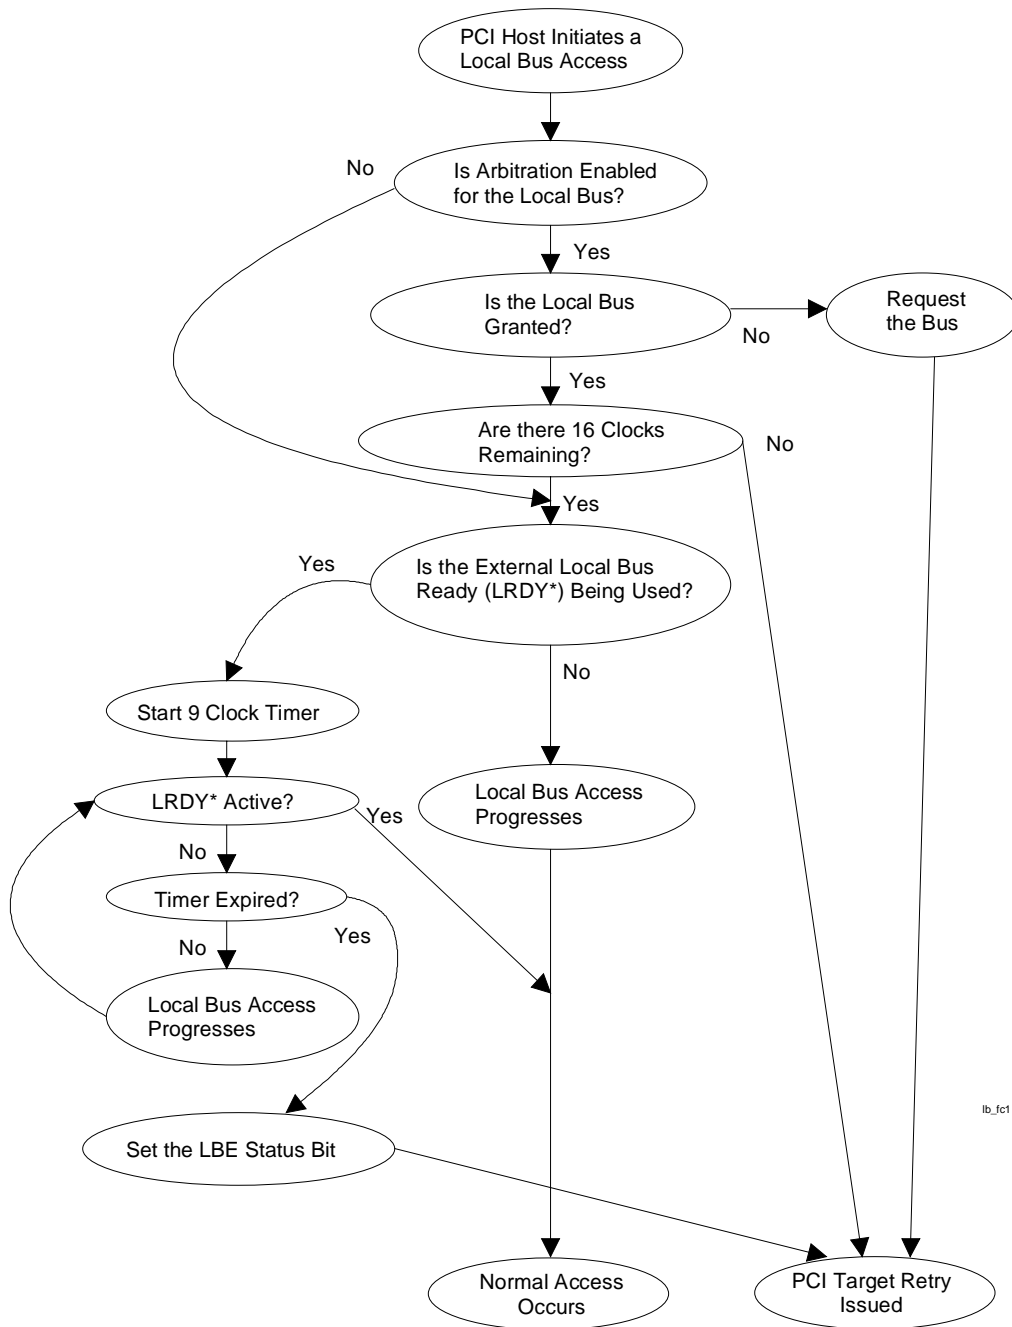 PCI Host Initiates a
Local Bus Access
No
Is Arbitration Enabled
for the Local Bus?
Yes
Is the Local Bus
Granted?
No
Request
the Bus
Yes
Are there 16 Clocks
Remaining?
No
Yes
Is the External Local Bus
Ready (LRDY*) Being Used?
Yes
No
Start 9 Clock Timer
LRDY* Active?
Yes
Local Bus Access
Progresses
No
Timer Expired?
Yes
No
Local Bus Access
Progresses
Set the LBE Status Bit
lb_fc1
Normal Access
Occurs
PCI Target Retry
Issued